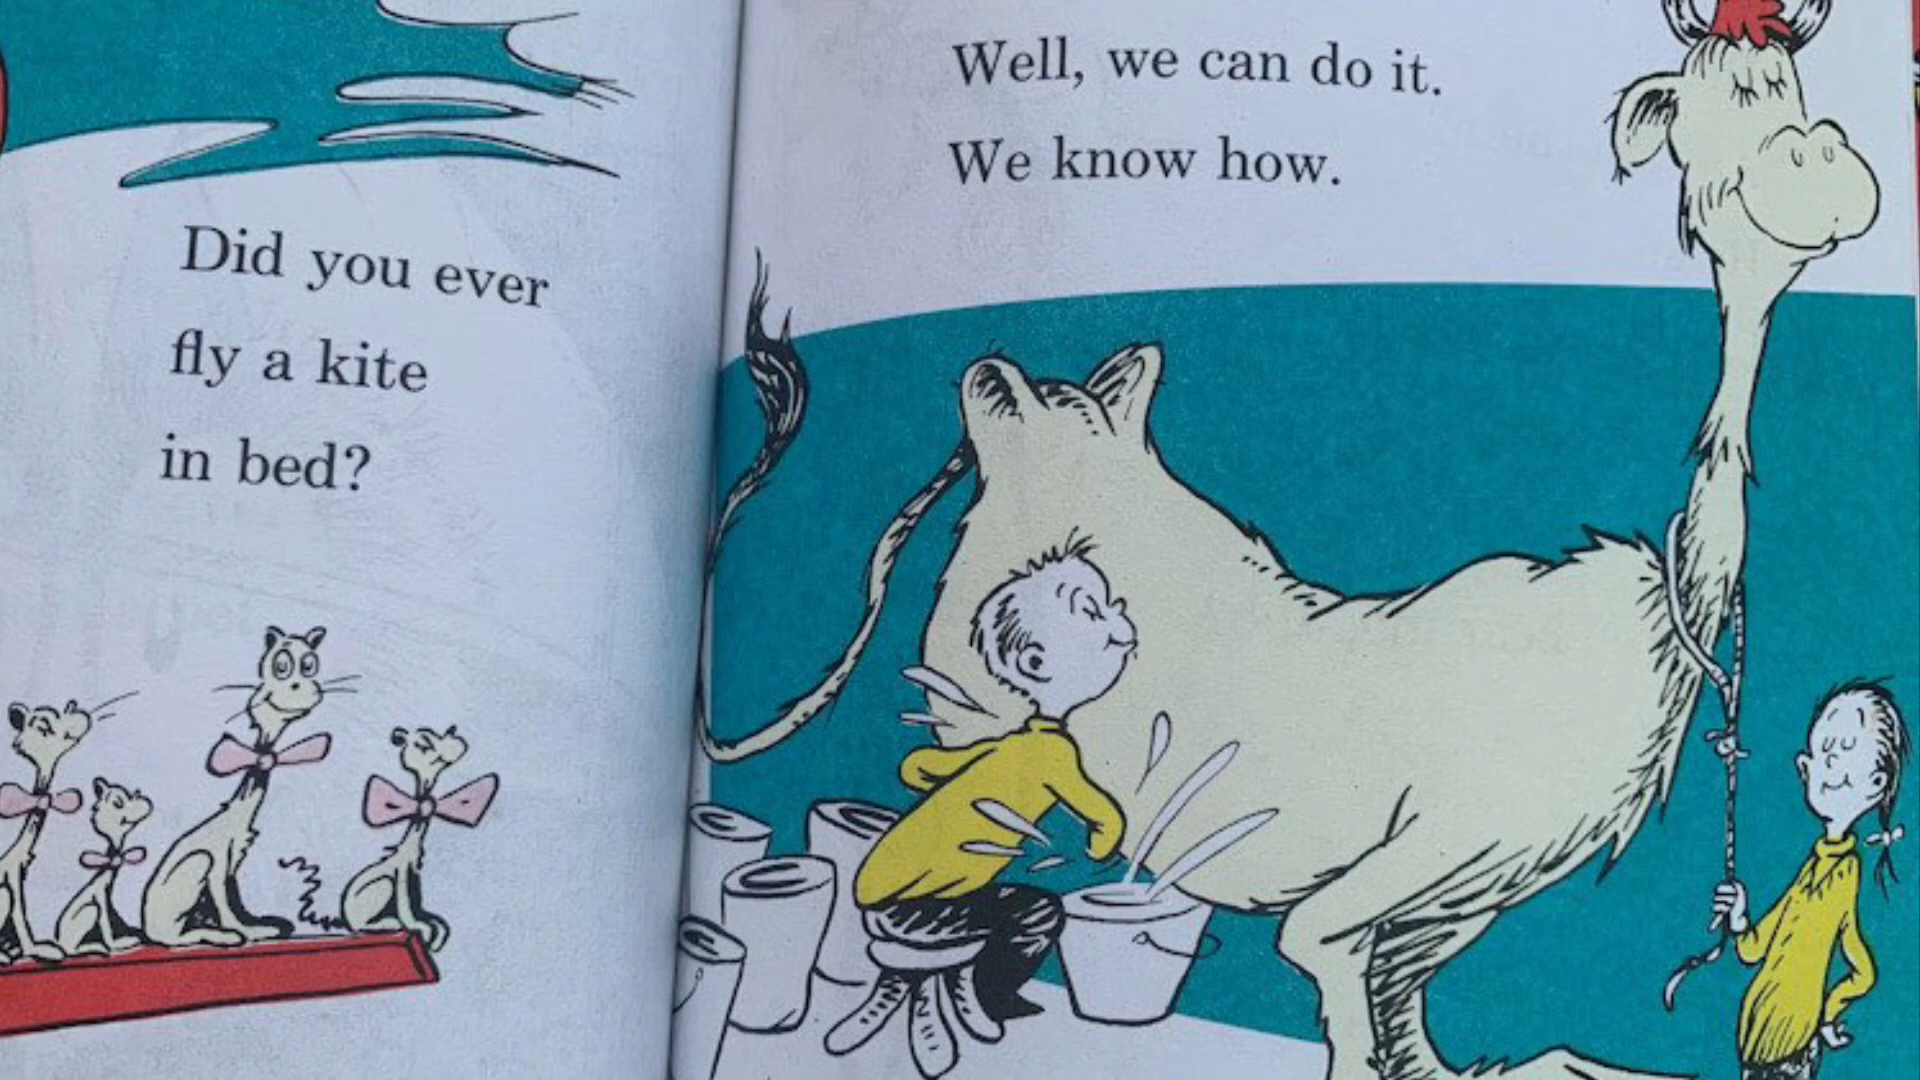 Did you ever
fly a kite
in bed?
Well, we can do it.
We know how.